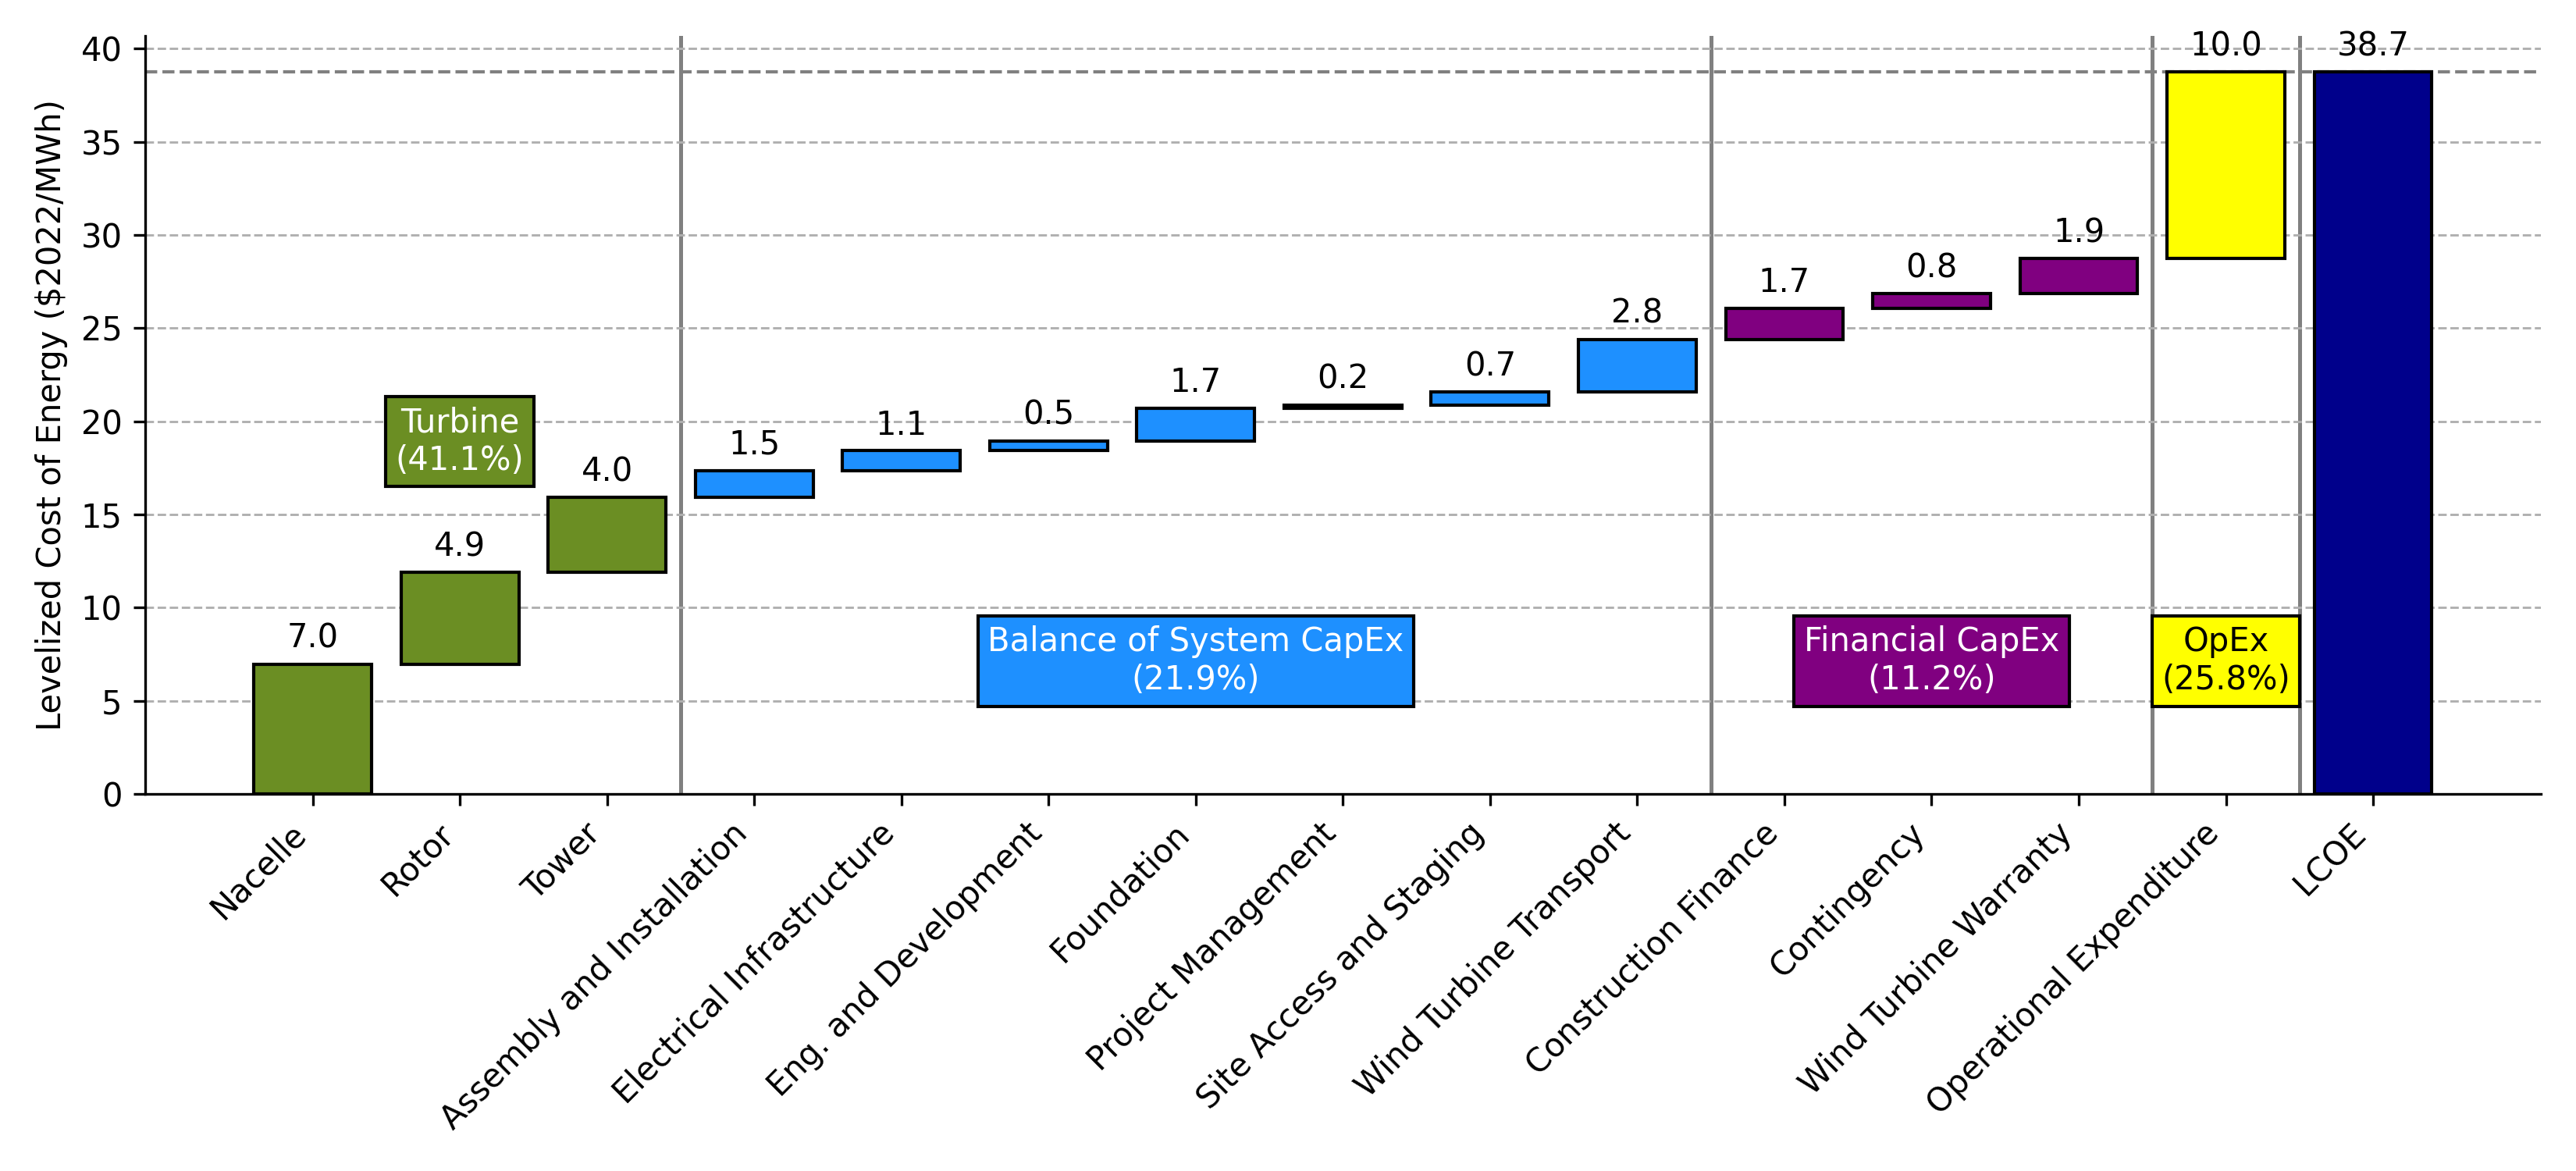 Levelized Cost of Energy ($2022/MWh)
40
35
30
25
20
15
10
5
0
7.0
4.9
4.0
1.5
1.1
0.5
1.7
0.2
0.7
2.8
1.7
0.8
1.9
10.0
38.7
Turbine
(41.1%)
Balance of System CapEx
(21.9%)
Financial CapEx
(11.2%)
OpEx
(25.8%)
Nacelle
Rotor
Tower
Assembly and Installation
Electrical Infrastructure
Eng. and Development
Foundation
Project Management
Site Access and Staging
Wind Turbine Transport
Construction Finance
Contingency
Wind Turbine Warranty
Operational Expenditure
LCOE